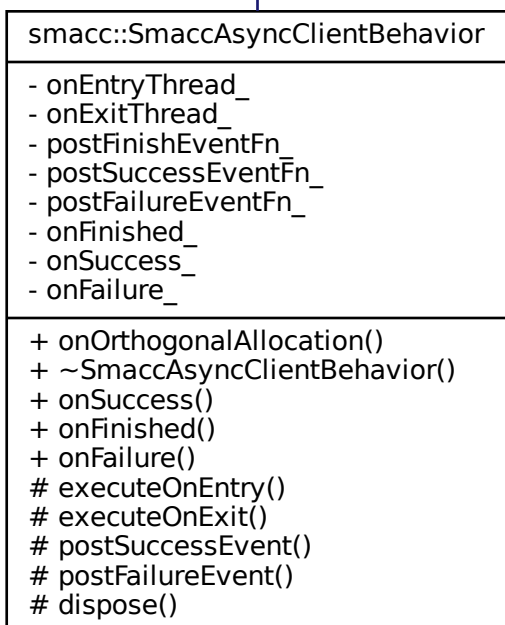 smacc::SmaccAsyncClientBehavior
- onEntryThread_
- onExitThread_
- postFinishEventFn_
- postSuccessEventFn_
- postFailureEventFn_
- onFinished_
- onSuccess_
- onFailure_
+ onOrthogonalAllocation()
+ ~SmaccAsyncClientBehavior()
+ onSuccess()
+ onFinished()
+ onFailure()
# executeOnEntry()
# executeOnExit()
# postSuccessEvent()
# postFailureEvent()
# dispose()